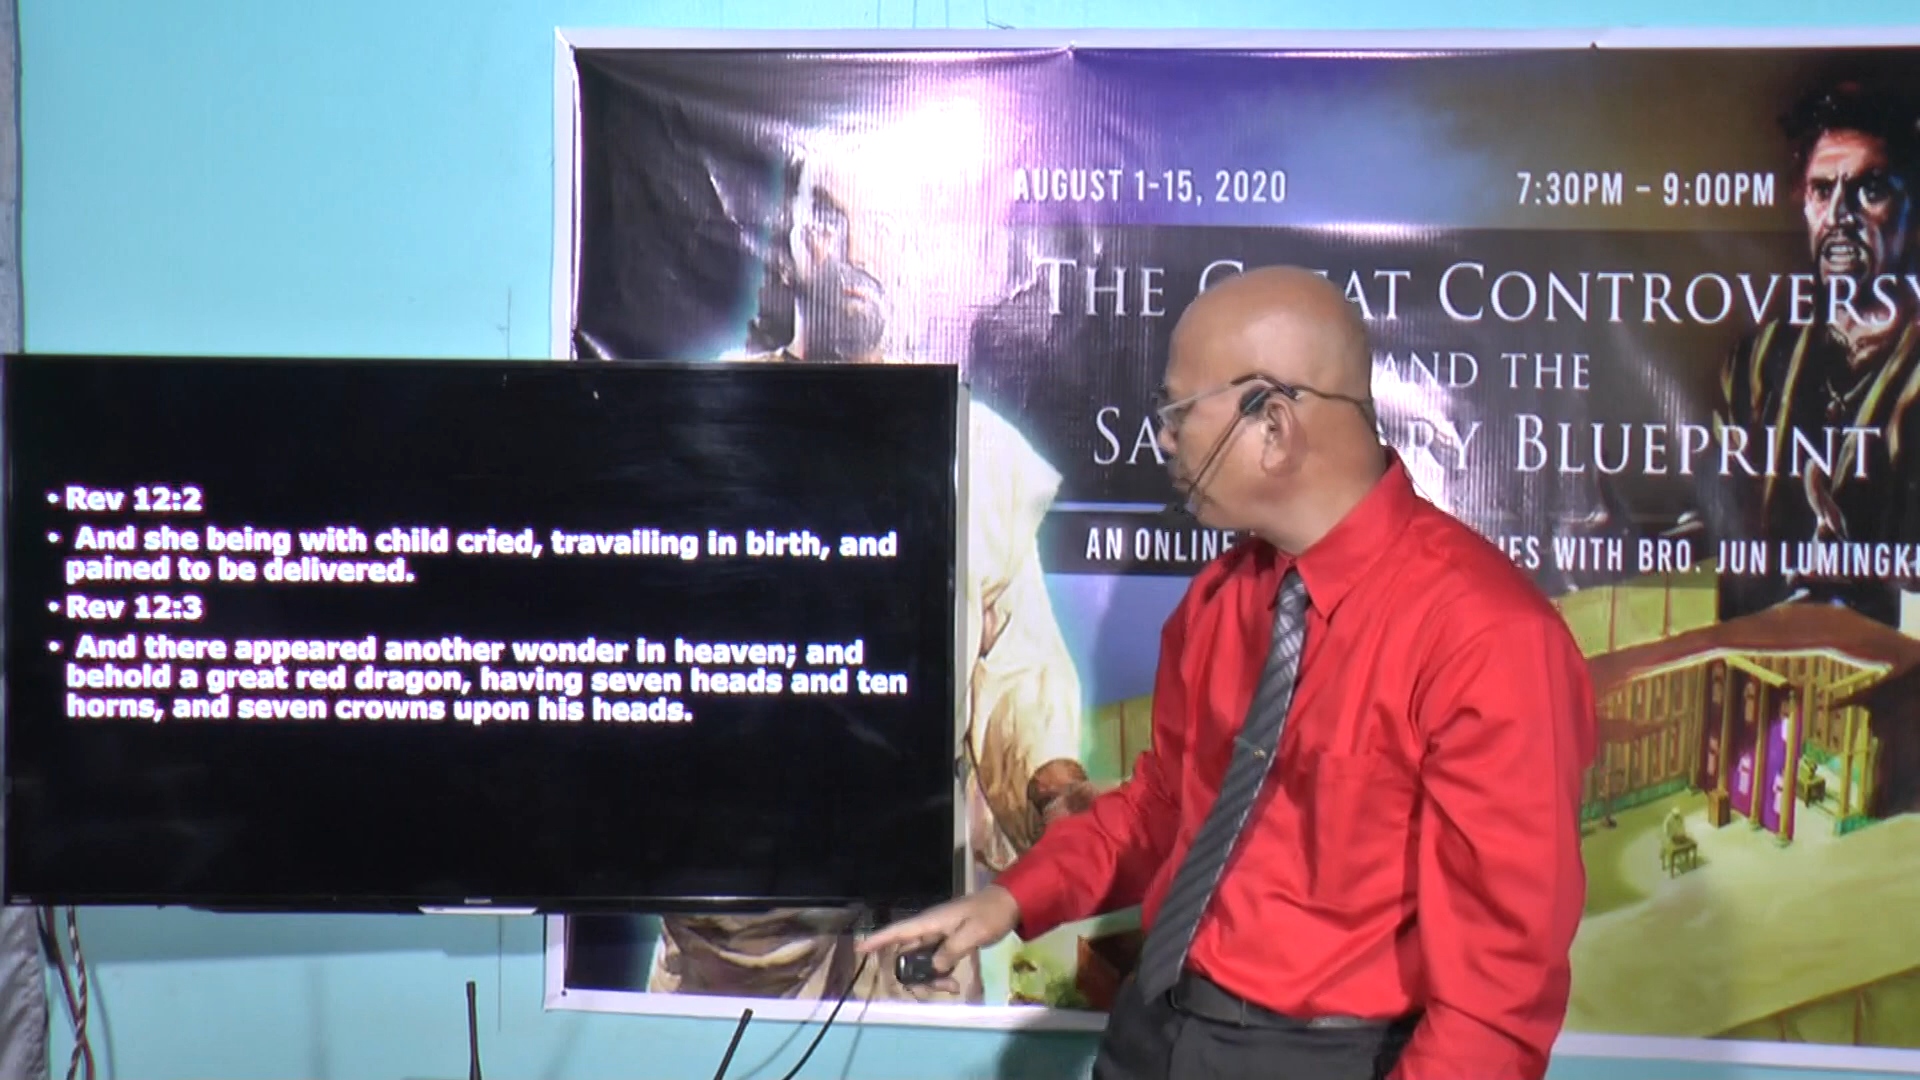 AUGUST 1-15, 2020 7:30PM – 9:00PM
THE CONTROVERSY
AND THE
BLUEPRINT
AN ONLINE WITH BRO. JUN
• Rev 12:2
• And she being with child cried, travailing in birth, and
pained to be delivered.
• Rev 12:3
• And there appeared another wonder in heaven; and
behold a great red dragon, having seven heads and ten
horns, and seven crowns upon his heads.